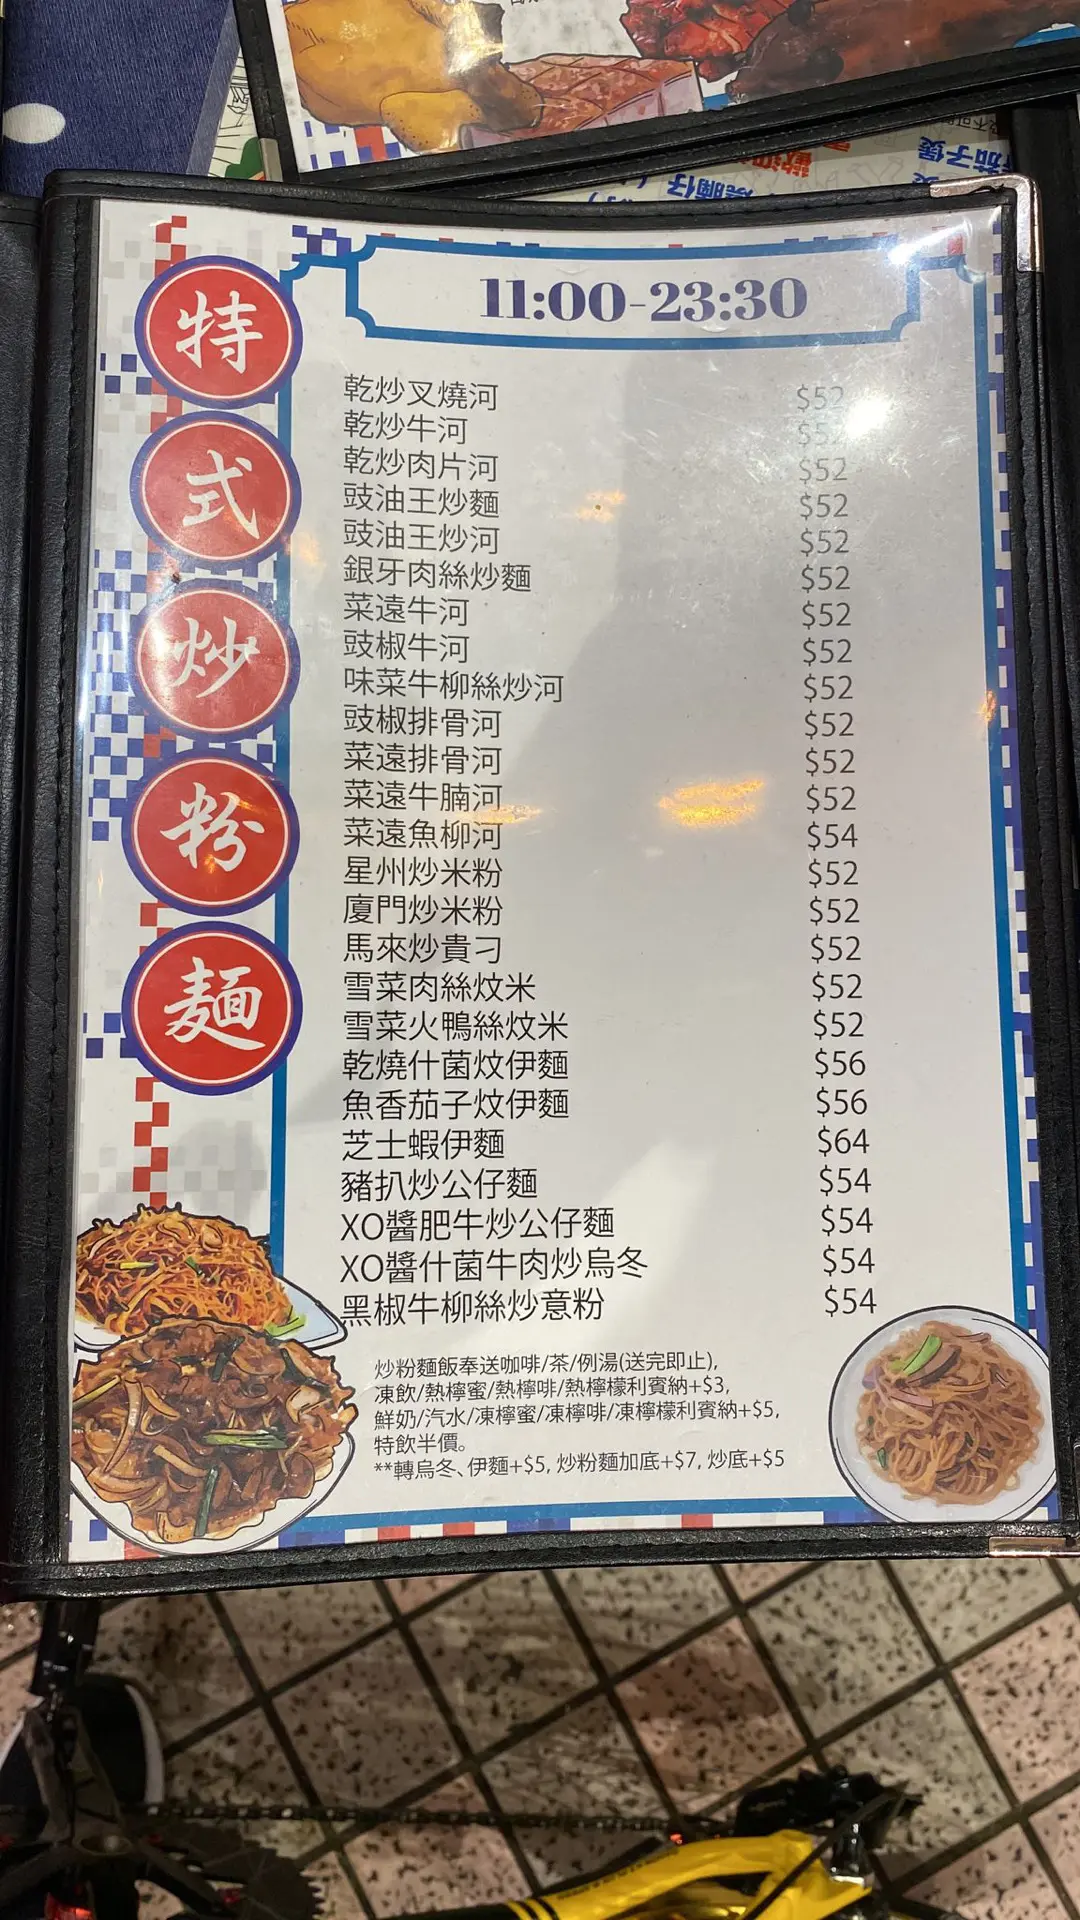 11:00-23:30
特
式
炒
粉
麵
乾炒叉燒河 $52
乾炒牛河 $52
乾炒肉片河 $52
豉油王炒麵 $52
豉油王炒河 $52
銀牙肉絲炒麵 $52
菜遠牛河 $52
豉椒牛河 $52
味菜牛柳絲炒河 $52
豉椒排骨河 $52
菜遠排骨河 $52
菜遠牛腩河 $52
菜遠魚柳河 $54
星州炒米粉 $52
廈門炒米粉 $52
馬來炒貴刁 $52
雪菜肉絲炆米 $52
雪菜火鴨絲炆米 $52
乾燒什菌炆伊麵 $56
魚香茄子炆伊麵 $56
芝士蝦伊麵 $64
豬扒炒公仔麵 $54
XO醬肥牛炒公仔麵 $54
XO醬什菌牛肉炒烏冬 $54
黑椒牛柳絲炒意粉 $54
炒粉麵飯奉送咖啡/茶/例湯(送完即止),
凍飲/熱檸蜜/熱檸啡/熱檸檬利賓納+$3,
鮮奶/汽水/凍檸蜜/凍檸啡/凍檸檬利賓納+$5,
特飲半價。
**轉烏冬、伊麵+$5, 炒粉麵加底+$7, 炒底+$5